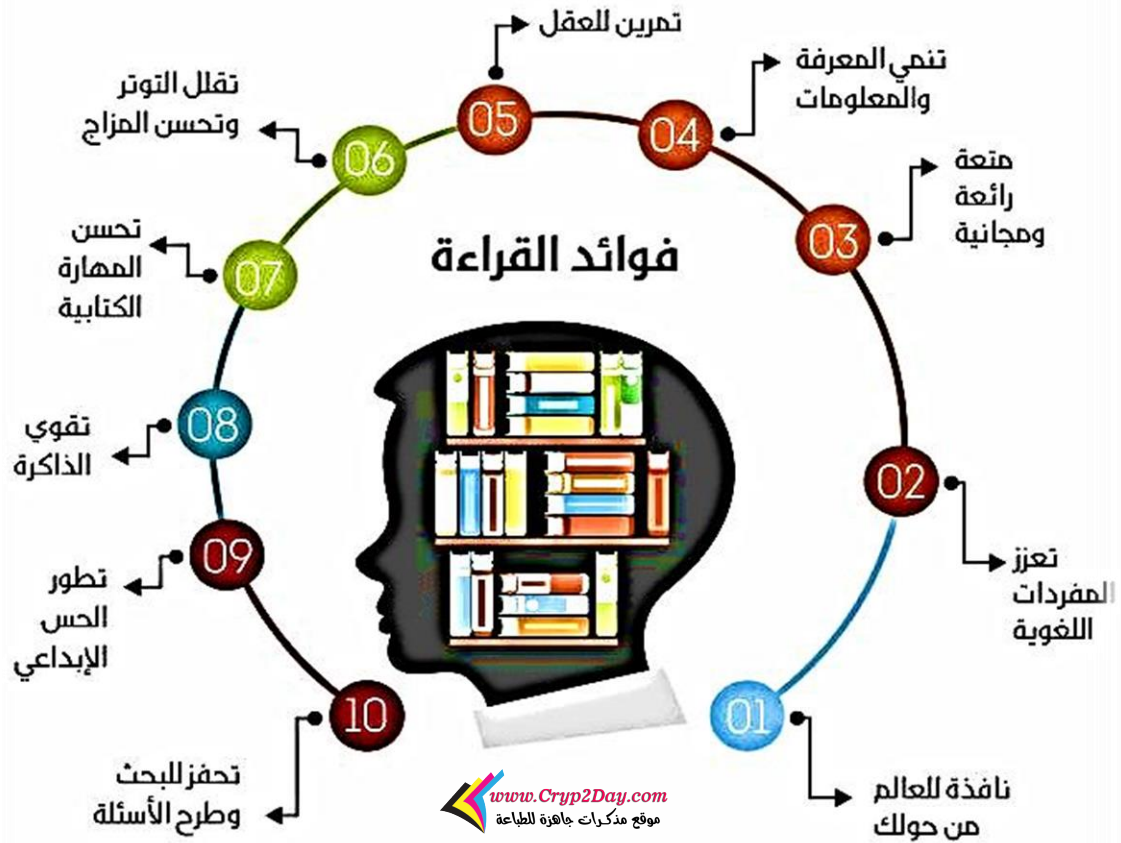 فوائد القراءة
01
نافذة للعالم
من حولك
02
تعزز
المفردات
اللغوية
03
متعة
رائعة
ومجانية
04
تنمي المعرفة
والمعلومات
05
تمرين للعقل
06
تقلل التوتر
وتحسن المزاج
07
تحسن
المهارة
الكتابية
08
تقوي
الذاكرة
09
تطور
الحس
الإبداعي
10
تحفز للبحث
وطرح الأسئلة
www.Cryp2Day.com
موقع مذكرات جاهزة للطباعة